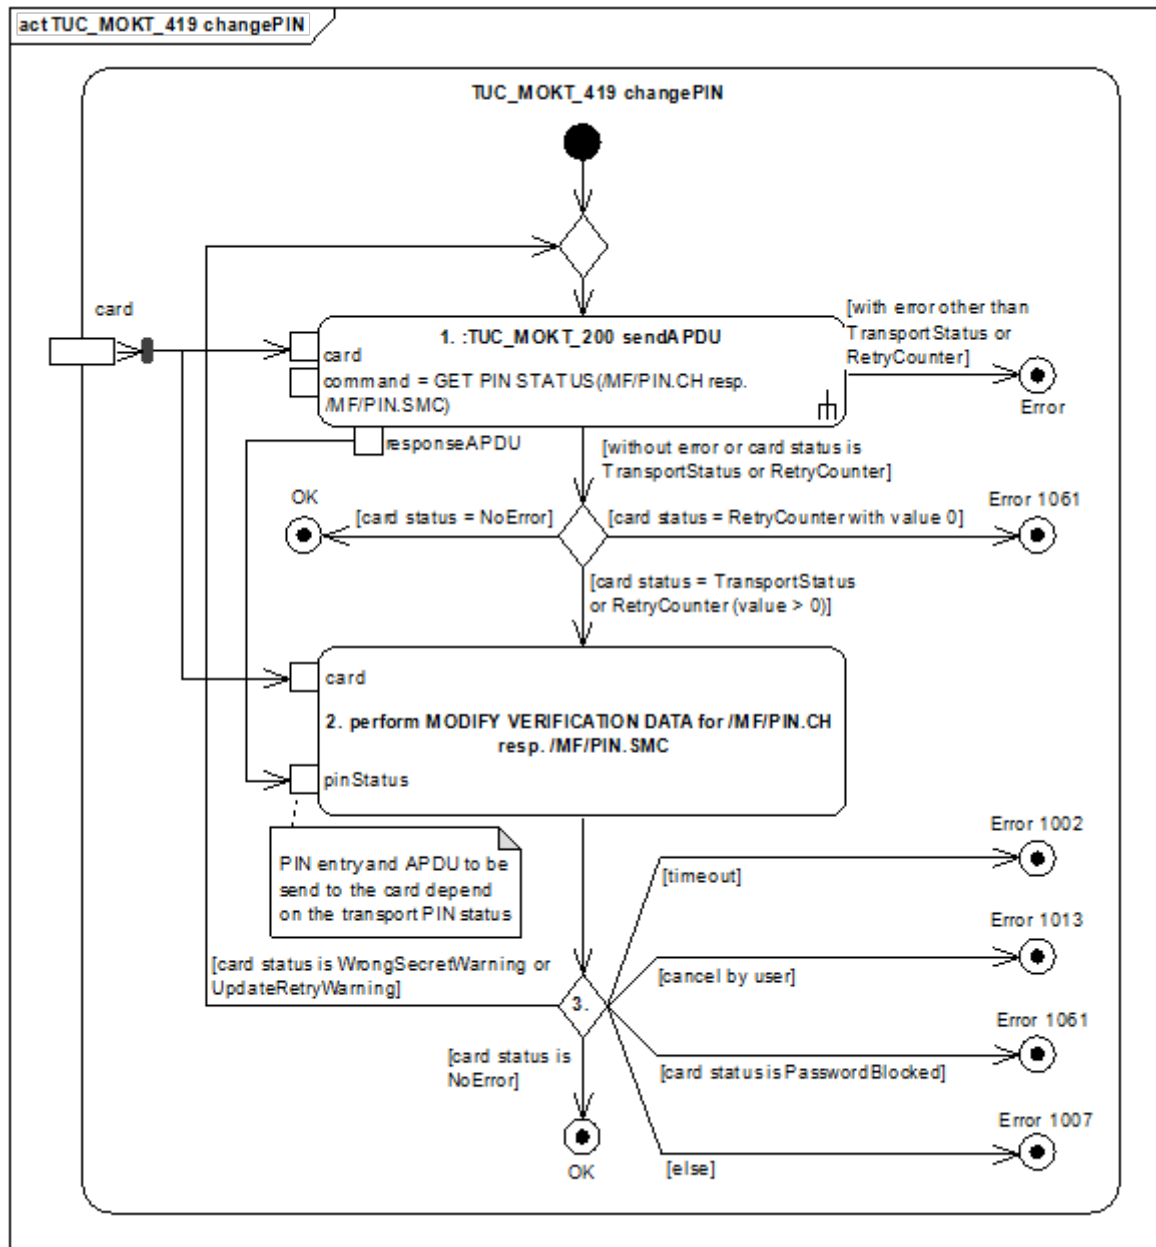 act TUC_MOKT_419 changePIN
TUC_MOKT_419 changePIN
card
1. :TUC_MOKT_200 sendAPDU
card
command = GET PIN STATUS(/MF/PIN.CH resp.
/MF/PIN.SMC)
[with error other than
TransportStatus or
RetryCounter]
Error
responseAPDU
[without error or card status is
TransportStatus or RetryCounter]
OK
[card status = NoError]
[card status = RetryCounter with value 0]
Error 1061
[card status = TransportStatus
or RetryCounter (value > 0)]
card
2. perform MODIFY VERIFICATION DATA for /MF/PIN.CH
resp. /MF/PIN.SMC
pinStatus
PIN entry and APDU to be
send to the card depend
on the transport PIN status
Error 1002
[timeout]
Error 1013
[cancel by user]
[card status is WrongSecretWarning or
UpdateRetryWarning]
3.
Error 1061
[card status is PasswordBlocked]
[card status is
NoError]
OK
Error 1007
[else]